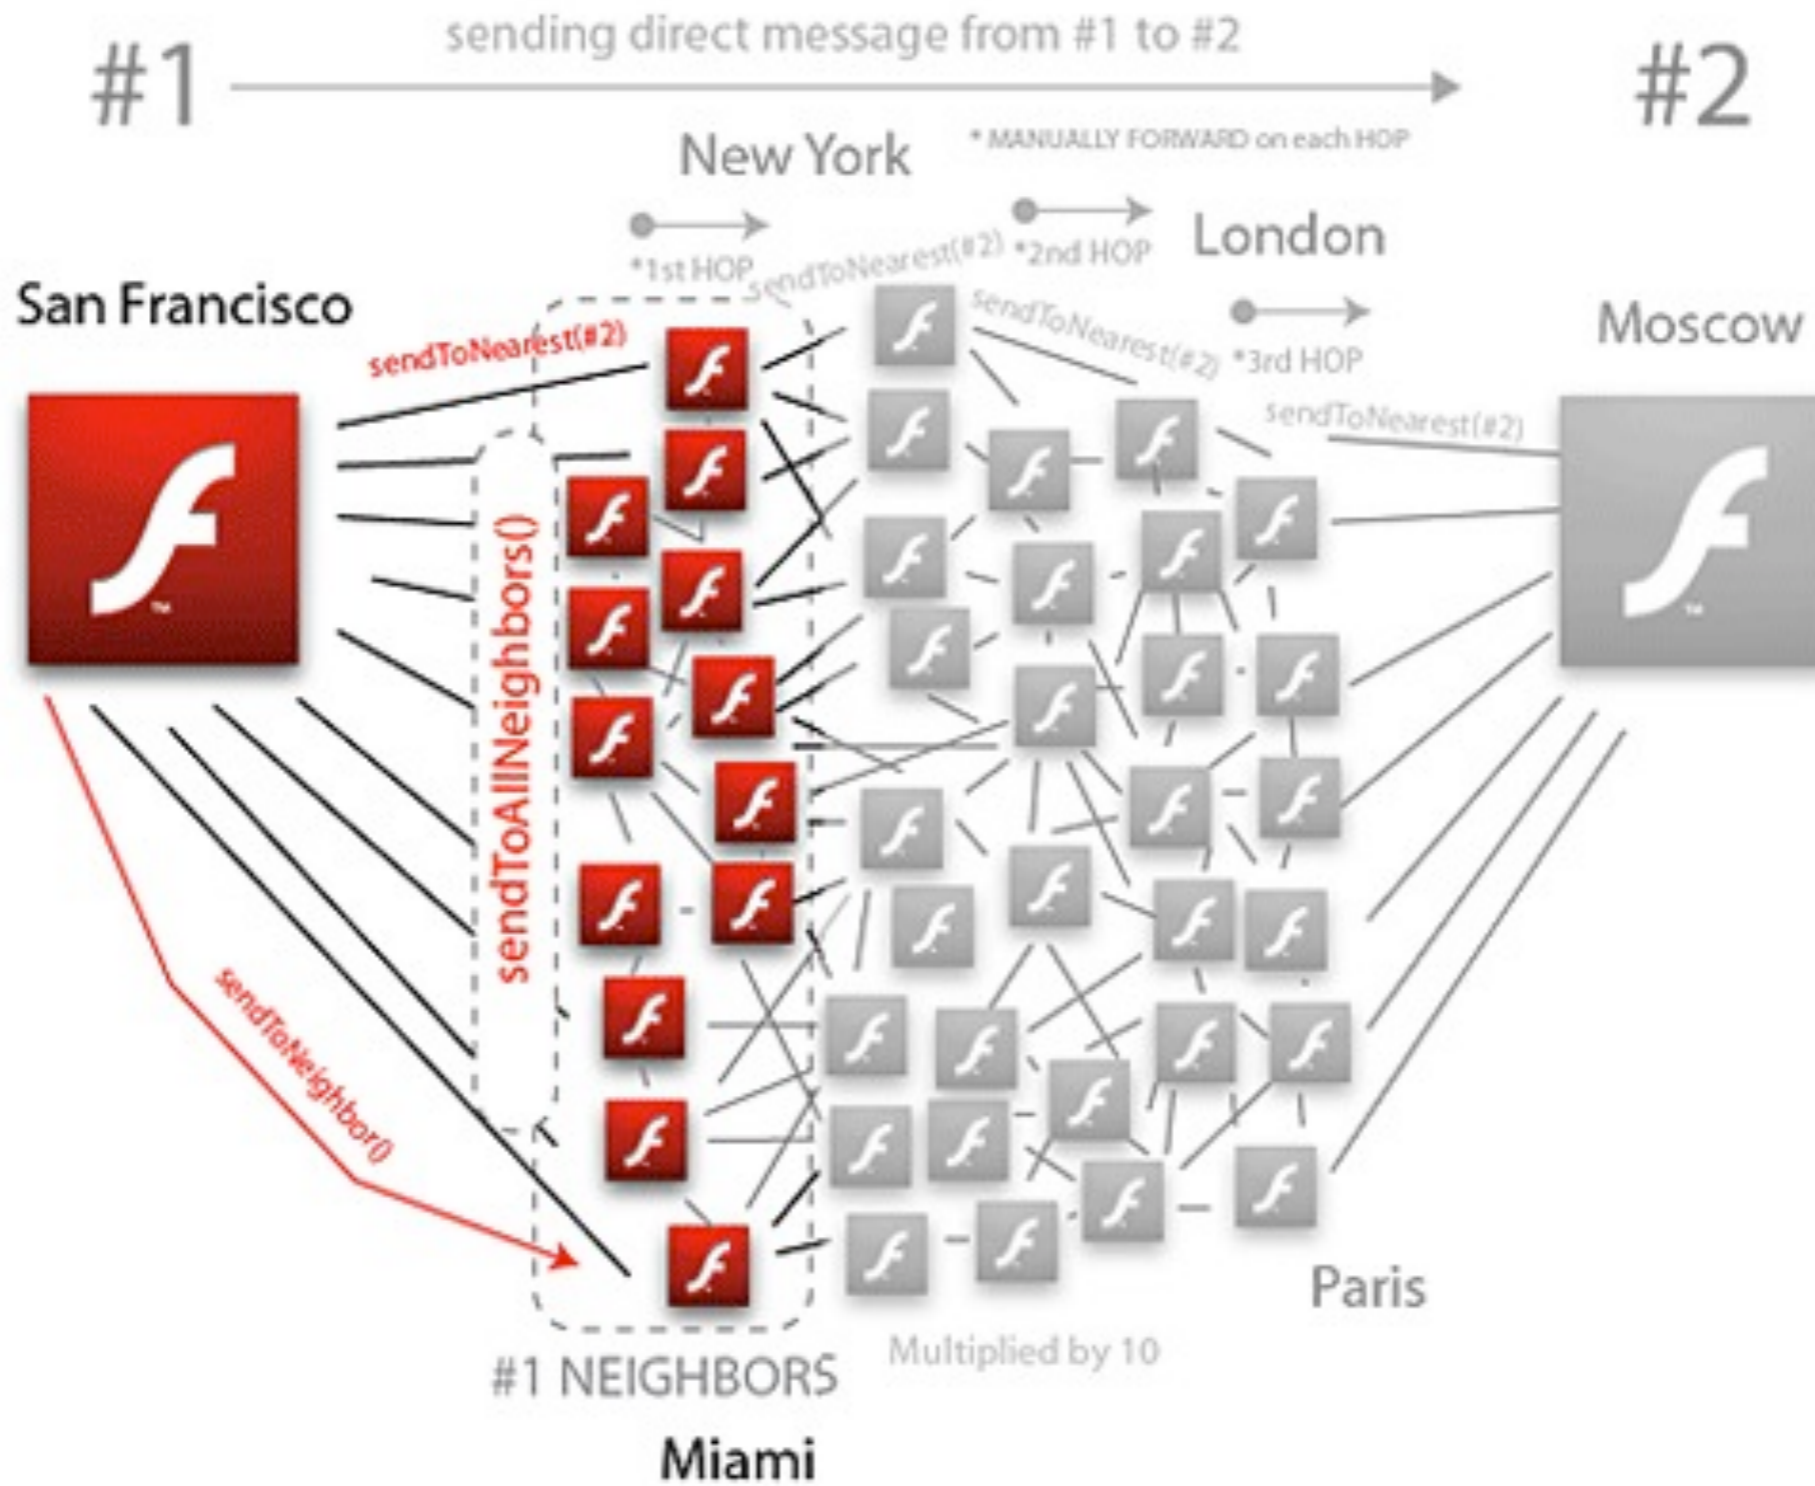 sending direct message from #1 to #2
#1
#2
* MANUALLY FORWARD on each HOP
New York
*1st HOP
sendToNearest(#2)
*2nd HOP
London
San Francisco
sendToNearest(#2)
sendToNearest(#2)
*3rd HOP
Moscow
sendToNearest(#2)
sendToAllNeighbors()
sendToNeighbor()
Paris
Multiplied by 10
#1 NEIGHBORS
Miami